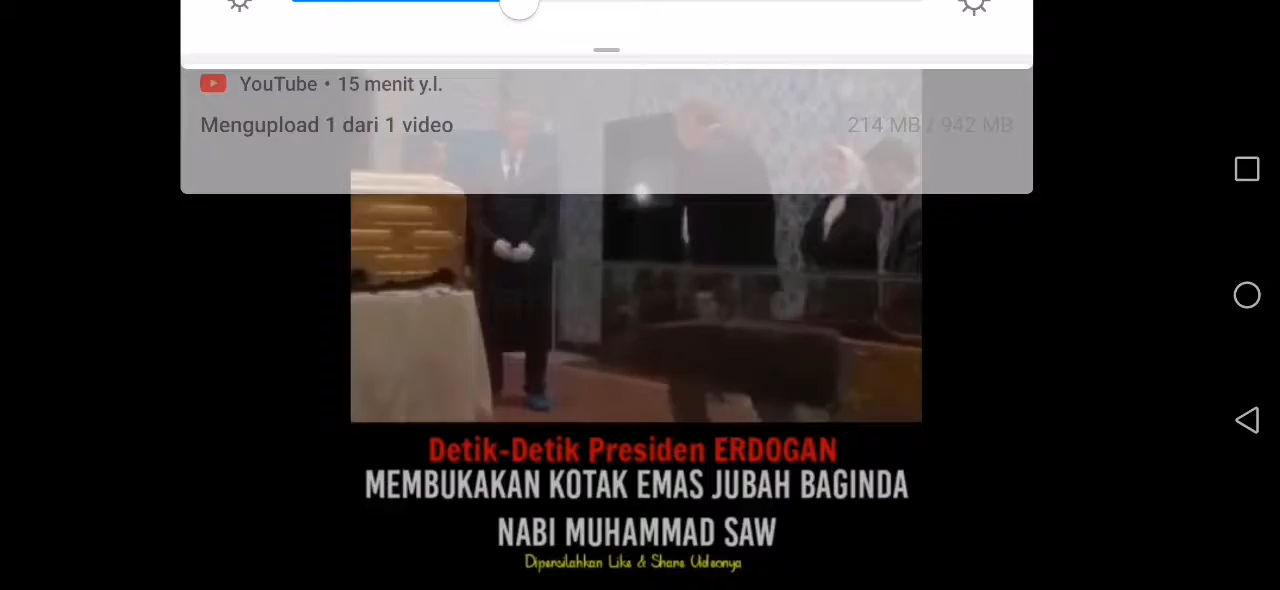 YouTube • 15 menit y.l.
Mengupload 1 dari 1 video
214 MB / 942 MB
Detik-Detik Presiden ERDOGAN
MEMBUKAKAN KOTAK EMAS JUBAH BAGINDA
NABI MUHAMMAD SAW
Dipersilahkan Like & Share Videonya